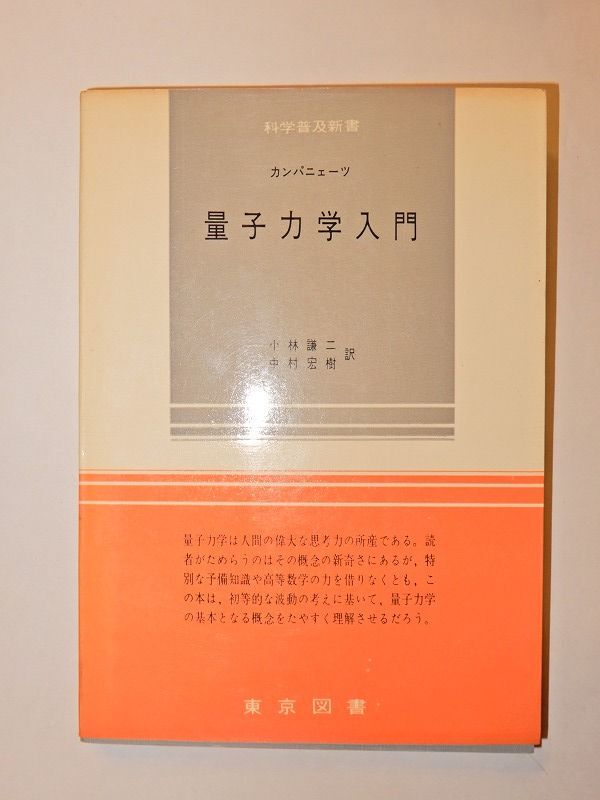 科学普及新書
カンパニェーツ
量子力学入門
小林謙二
中村宏樹 訳
量子力学は人間の偉大な思考力の所産である。読
者がためらうのはその概念の新奇さにあるが、特
別な予備知識や高等数学の力を借りなくとも、こ
の本は、初等的な波動の考えに基いて、量子力学
の基本となる概念をたやすく理解させるだろう。
東京図書